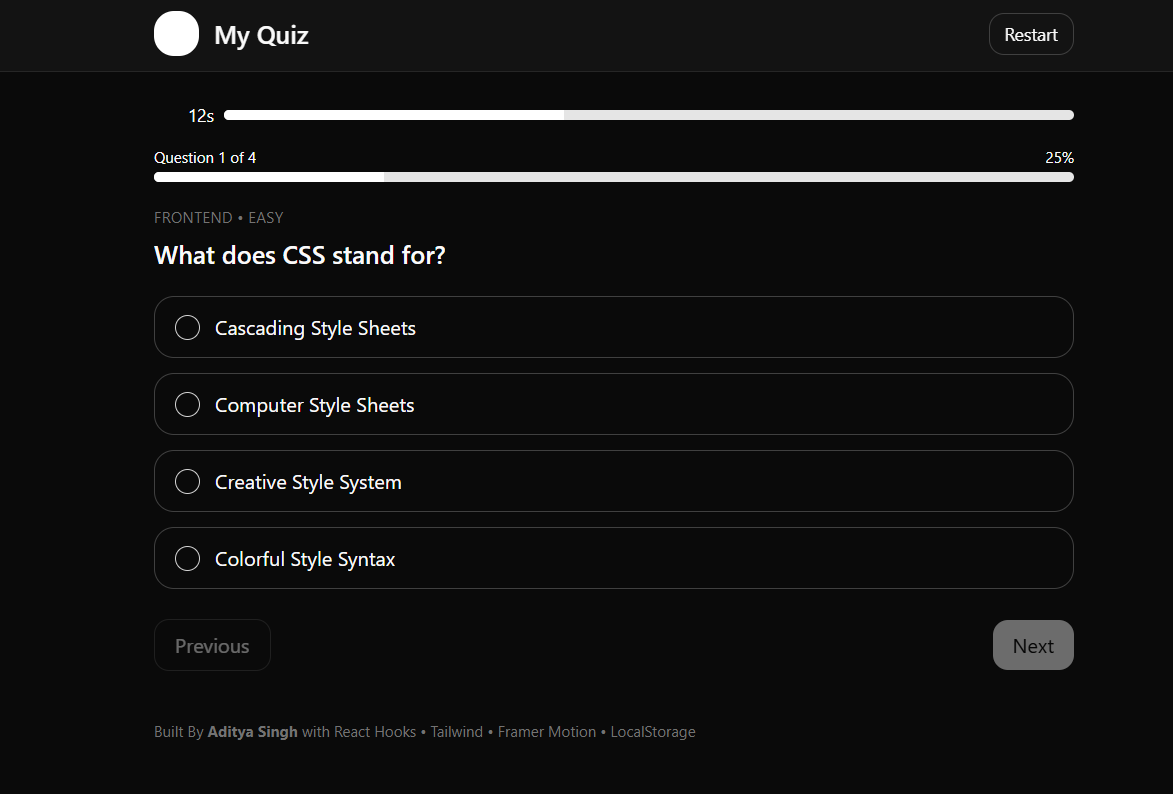 My Quiz
Restart
12s
Question 1 of 4
25%
FRONTEND • EASY
What does CSS stand for?
Cascading Style Sheets
Computer Style Sheets
Creative Style System
Colorful Style Syntax
Previous
Next
Built By Aditya Singh with React Hooks • Tailwind • Framer Motion • LocalStorage